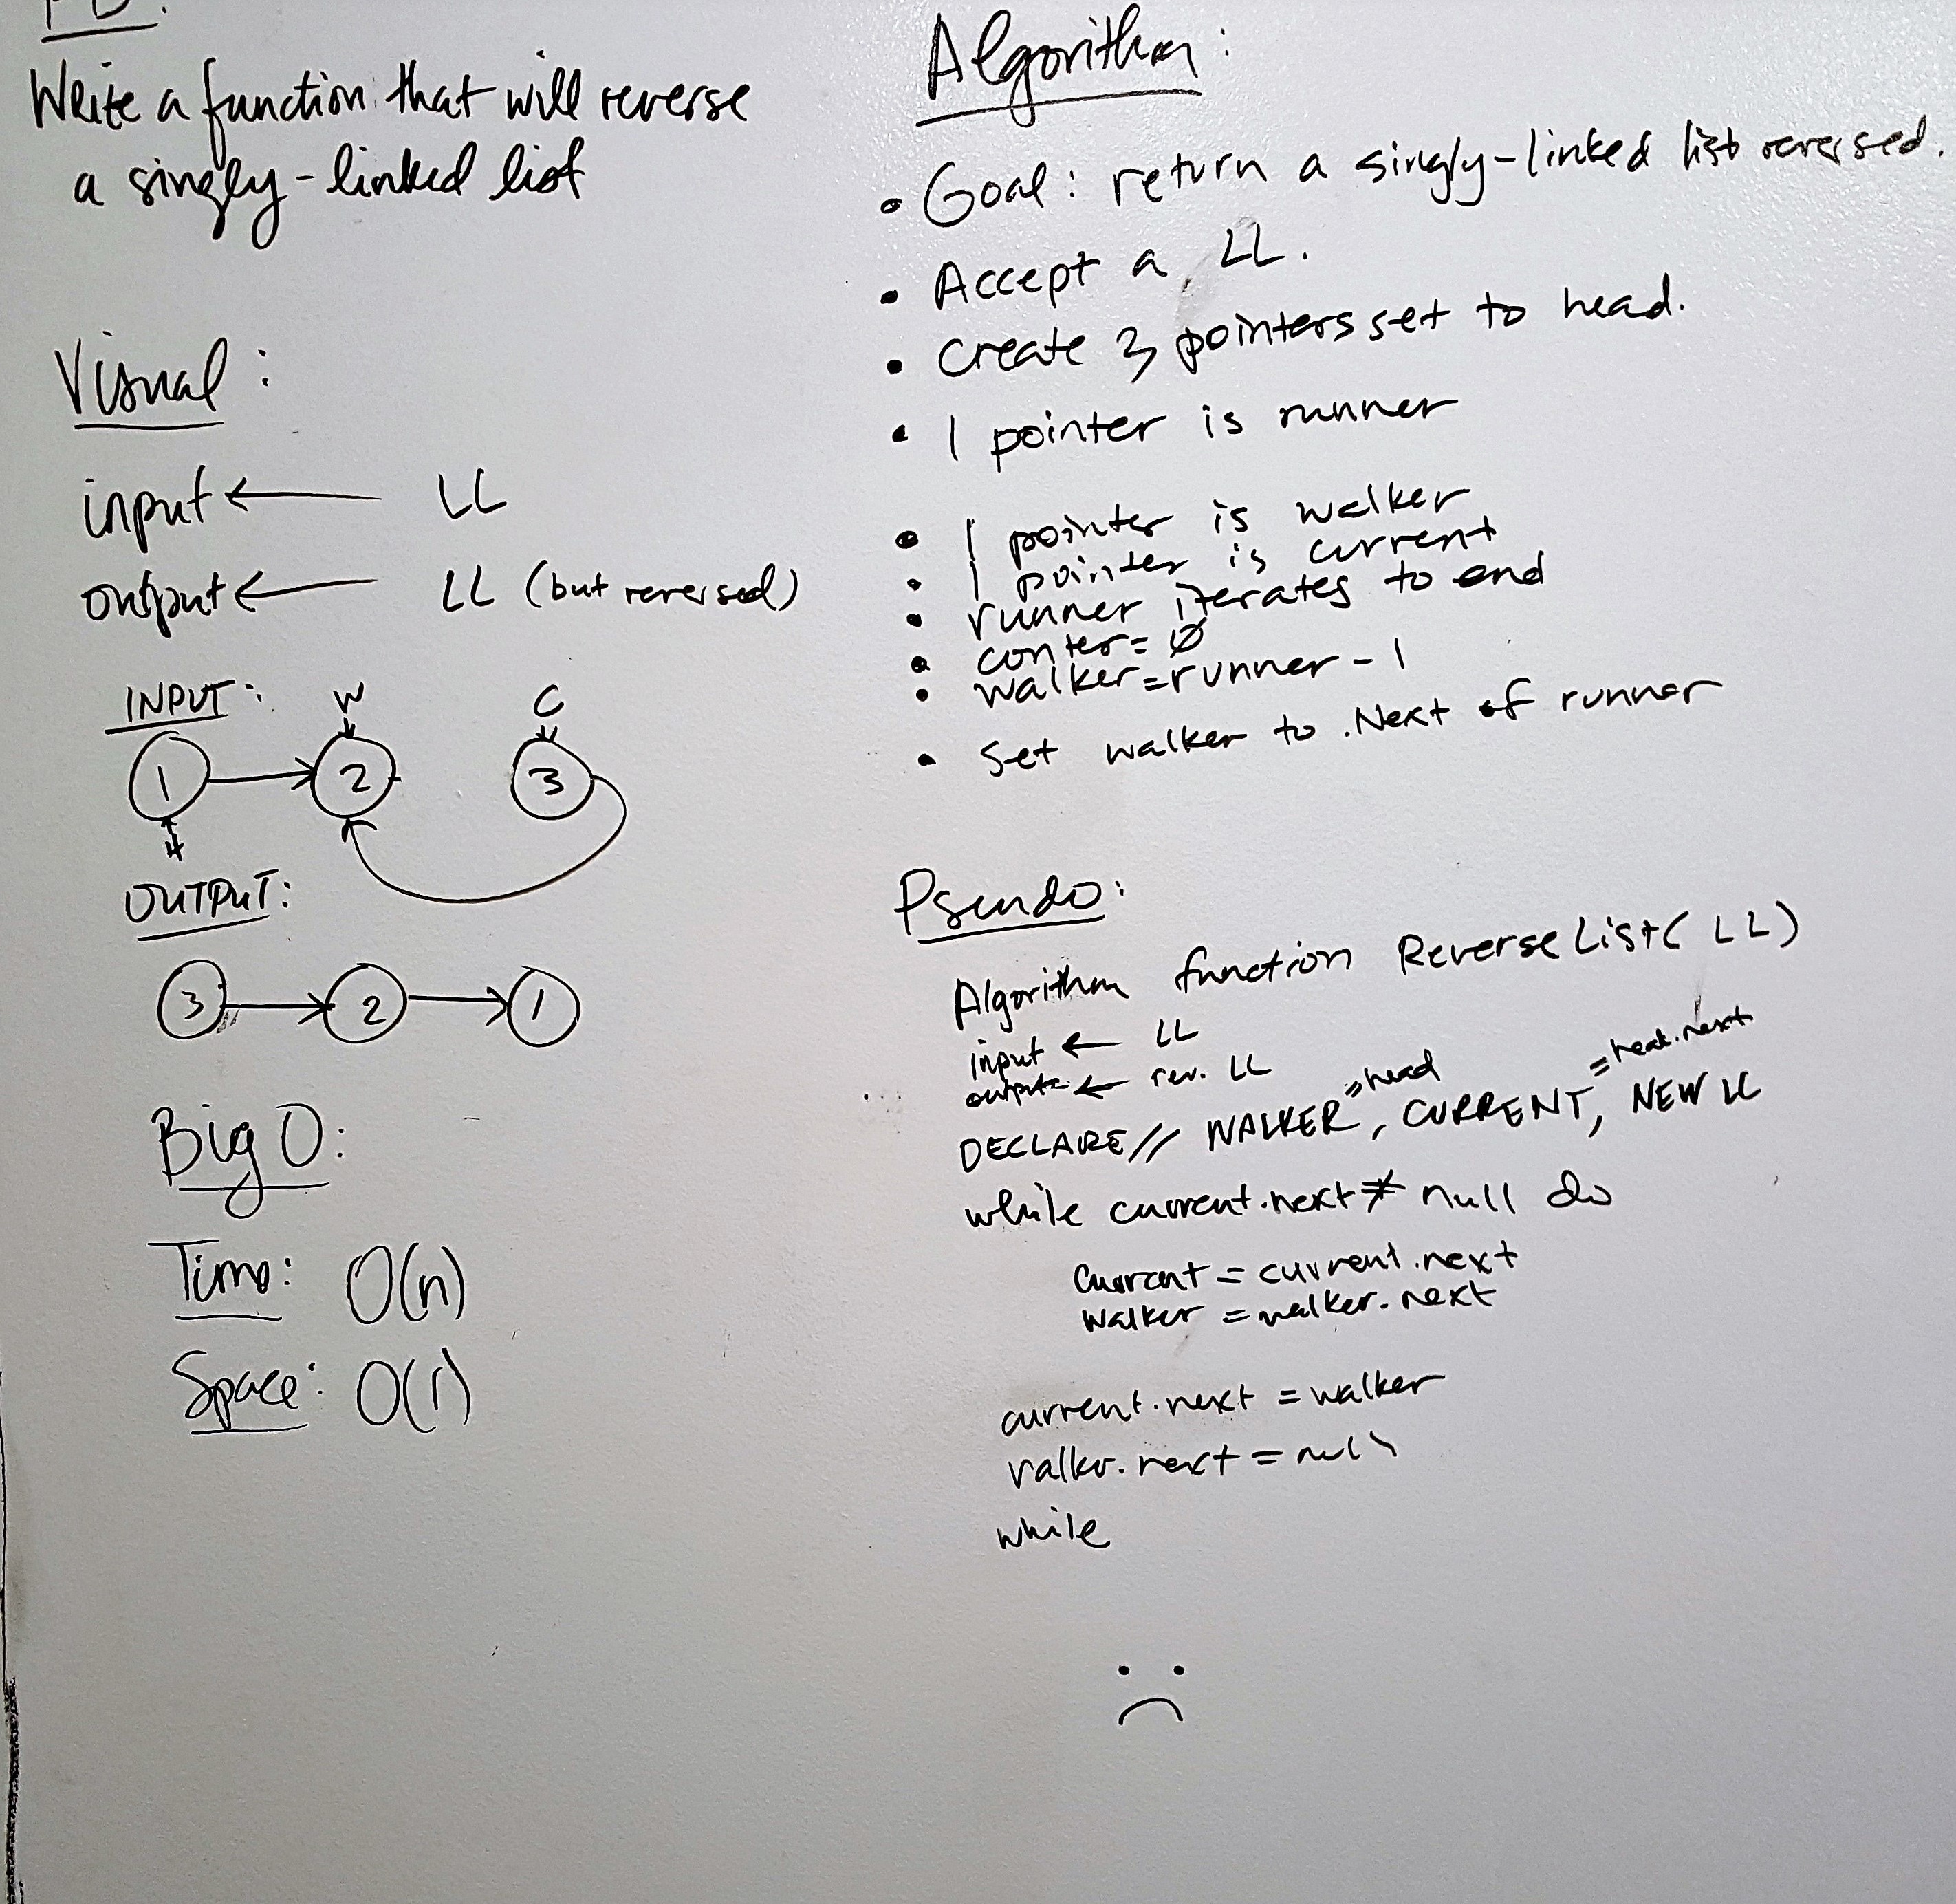 PD:
Write a function that will reverse
a singly-linked list
Visual:
input ← LL
output ← LL (but reversed)
INPUT:
W
C
1 → 2
3
H
OUTPUT:
3 → 2 → 1
Big O:
Time: O(n)
Space: O(1)
Algorithm:
• Goal: return a singly-linked list reversed.
• Accept a LL.
• Create 3 pointers set to head.
• 1 pointer is runner
• 1 pointer is walker
• 1 pointer is current
• runner iterates to end
• conter = Ø
• walker = runner - 1
• Set walker to .Next of runner
Pseudo:
Algorithm function ReverseList( LL)
input ← LL
output ← rev. LL
=head
=head.next
DECLARE // WALKER, CURRENT, NEW LL
while current.next ≠ null do
Current = current.next
walker = walker.next
current.next = walker
walker.next = null
while